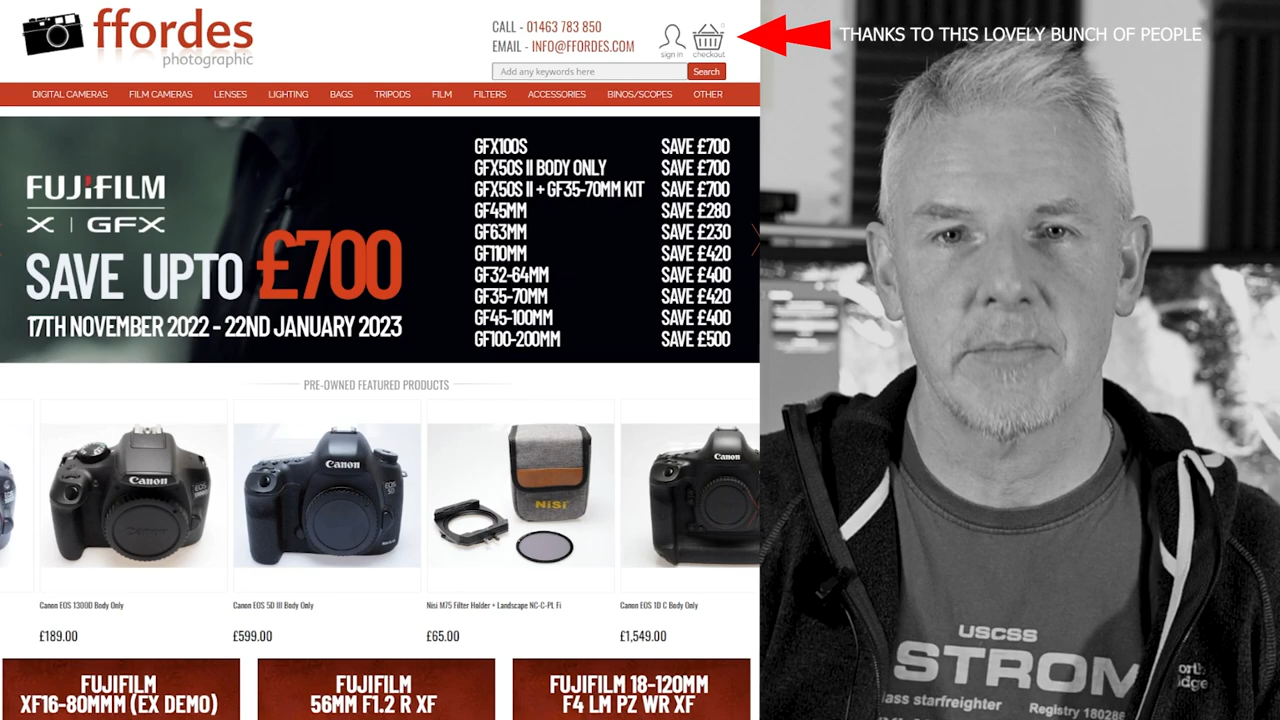 ffordes
photographic
CALL - 01463 783 850
EMAIL - INFO@FFORDES.COM
sign in
0
checkout
Add any keywords here
Search
THANKS TO THIS LOVELY BUNCH OF PEOPLE
DIGITAL CAMERAS FILM CAMERAS LENSES LIGHTING BAGS TRIPODS FILM FILTERS ACCESSORIES BINOS/SCOPES OTHER
FUJIFILM
X | GFX
SAVE UPTO £700
17TH NOVEMBER 2022 - 22ND JANUARY 2023
GFX100S SAVE £700
GFX50S II BODY ONLY SAVE £700
GFX50S II + GF35-70MM KIT SAVE £700
GF45MM SAVE £280
GF63MM SAVE £230
GF110MM SAVE £420
GF32-64MM SAVE £400
GF35-70MM SAVE £420
GF45-100MM SAVE £400
GF100-200MM SAVE £500
PRE-OWNED FEATURED PRODUCTS
Canon
Canon
EOS
5D
NiSi
Canon
Canon EOS 1300D Body Only
£189.00
Canon EOS 5D III Body Only
£599.00
Nisi M75 Filter Holder + Landscape NC-C-PL Fi
£65.00
Canon EOS 1D C Body Only
£1,549.00
FUJIFILM
XF16-80MMM (EX DEMO)
FUJIFILM
56MM F1.2 R XF
FUJIFILM 18-120MM
F4 LM PZ WR XF
USCSS
STROM
lass starfreighter
Registry 180286
orth
idge